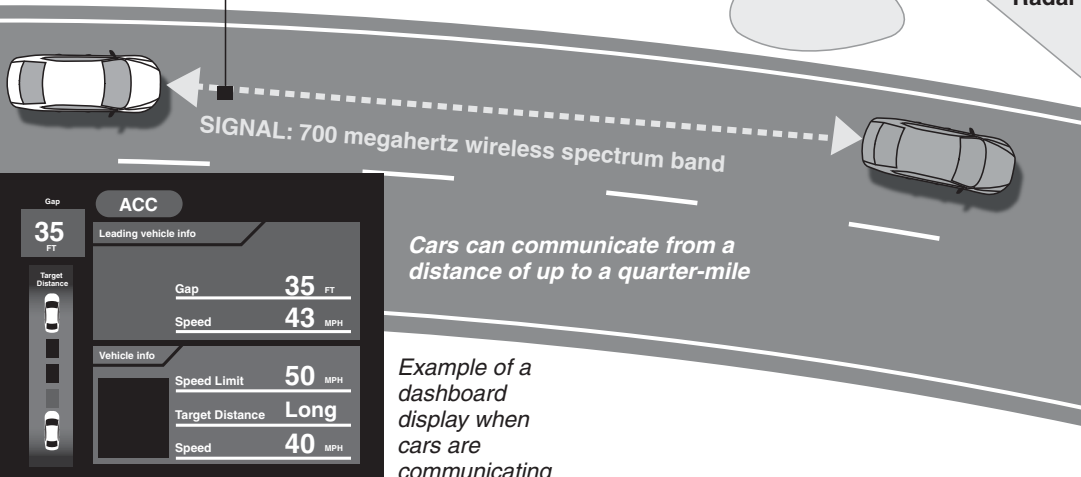 Radar
SIGNAL: 700 megahertz wireless spectrum band
Cars can communicate from a
distance of up to a quarter-mile
Gap
35
FT
Target
Distance
ACC
Leading vehicle info
Gap 35 FT
Speed 43 MPH
Vehicle info
Speed Limit 50 MPH
Target Distance Long
Speed 40 MPH
Example of a
dashboard
display when
cars are
communicating